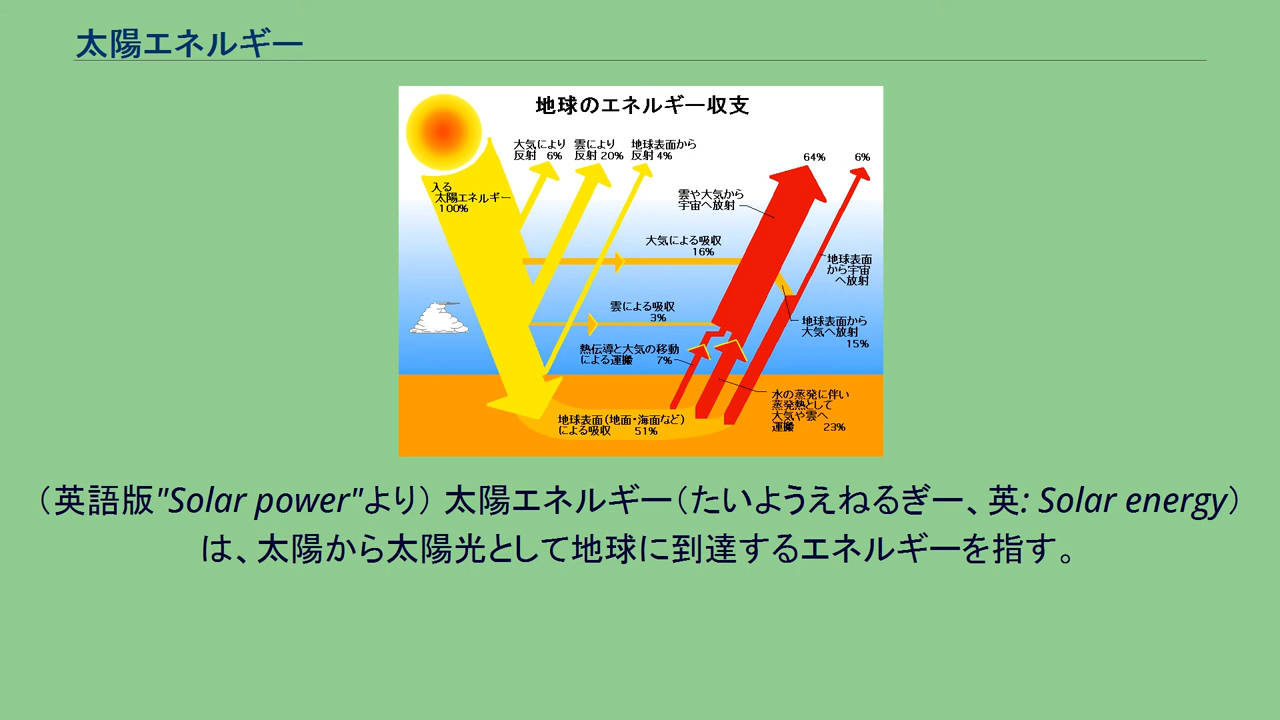 太陽エネルギー
地球のエネルギー収支
大気により
反射 6%
雲により
反射 20%
地球表面から
反射 4%
64%
6%
入る
太陽エネルギー
100%
雲や大気から
宇宙へ放射
大気による吸収
16%
地球表面
から宇宙
へ放射
雲による吸収
3%
地球表面から
大気へ放射
15%
熱伝導と大気の移動
による運搬 7%
水の蒸発に伴い
蒸発熱として
大気や雲へ
運搬 23%
地球表面(地面・海面など)
による吸収 51%
（英語版"Solar power"より） 太陽エネルギー（たいようえねるぎー、英: Solar energy）
は、太陽から太陽光として地球に到達するエネルギーを指す。